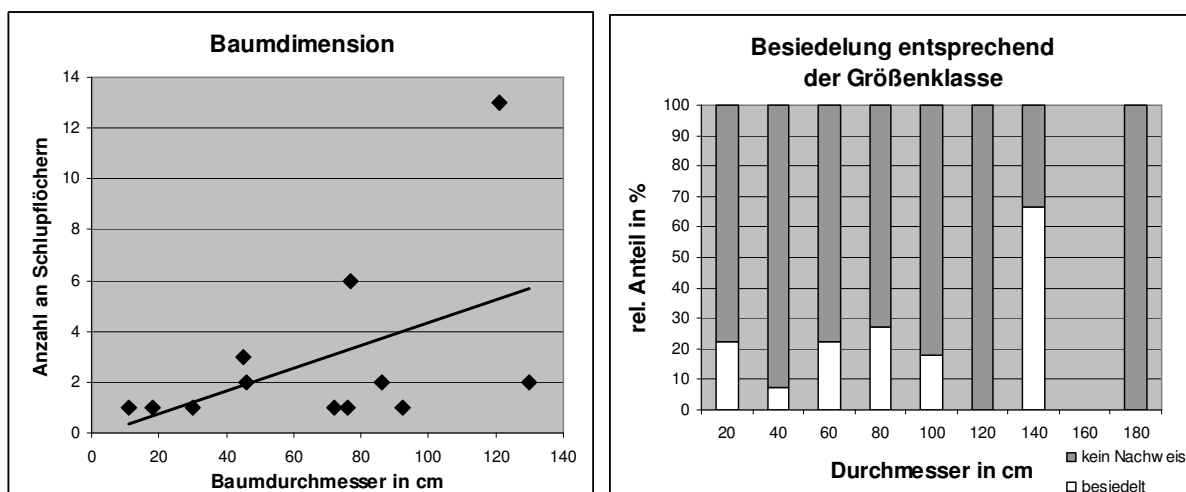 Baumdimension
Anzahl an Schlupflöchern
14
12
10
8
6
4
2
0
0 20 40 60 80 100 120 140
Baumdurchmesser in cm
Besiedelung entsprechend
der Größenklasse
rel. Anteil in %
100
90
80
70
60
50
40
30
20
10
0
20 40 60 80 100 120 140 160 180
Durchmesser in cm
kein Nachweis
besiedelt